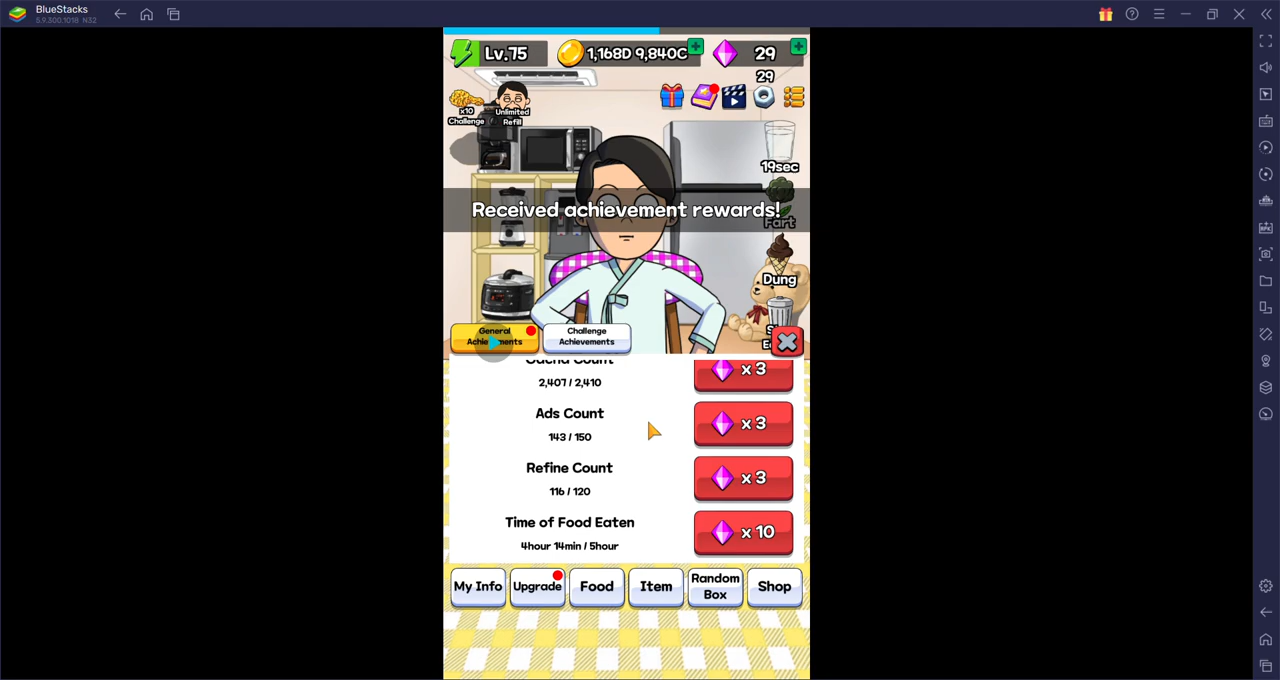 BlueStacks
5.9.300.1018 N32
Lv.75
1,168D 9,840C
29
29
x10
Challenge
Unlimited
Refill
19sec
Received achievement rewards!
Fart
Dung
General
Achievements
Challenge
Achievements
2,407 / 2,410
x 3
Ads Count
143 / 150
x 3
Refine Count
116 / 120
x 3
Time of Food Eaten
4hour 14min / 5hour
x 10
My Info
Upgrade
Food
Item
Random
Box
Shop